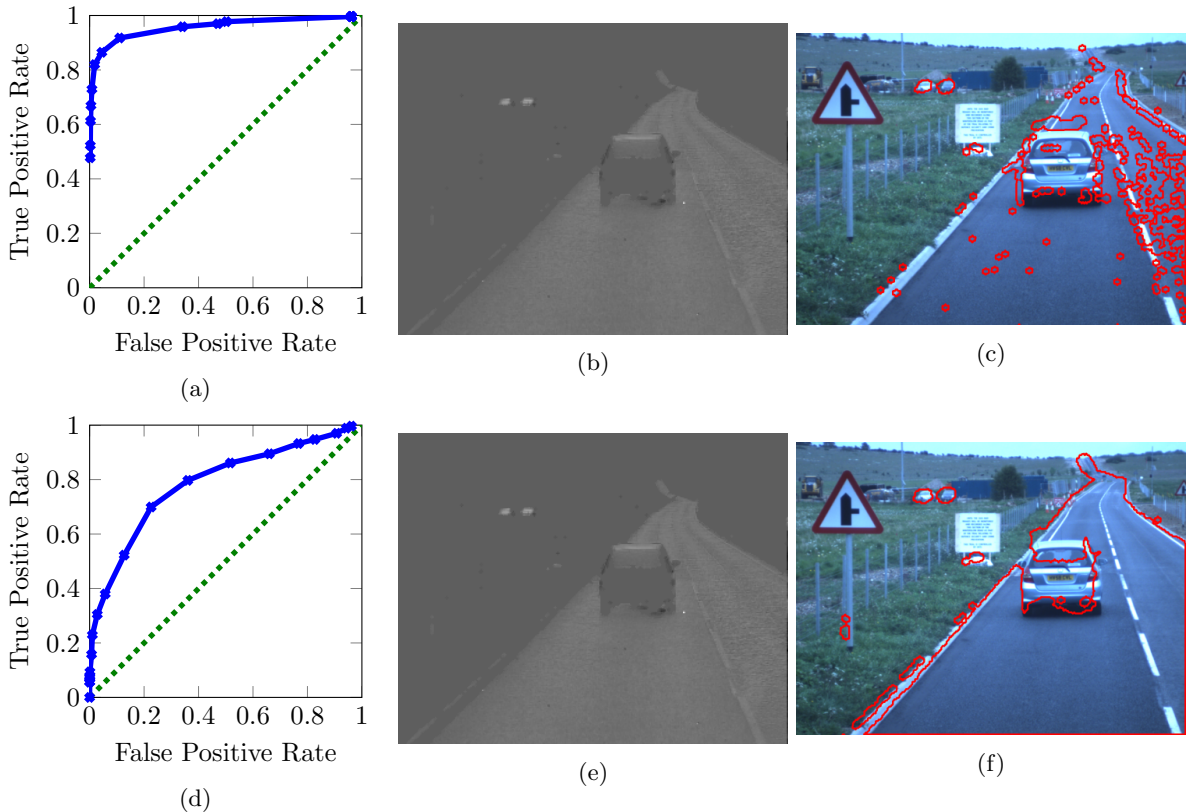 1
0.8
0.6
0.4
0.2
0
0 0.2 0.4 0.6 0.8 1
True Positive Rate
False Positive Rate
(a)
(b)
(c)
1
0.8
0.6
0.4
0.2
0
0 0.2 0.4 0.6 0.8 1
True Positive Rate
False Positive Rate
(d)
(e)
(f)